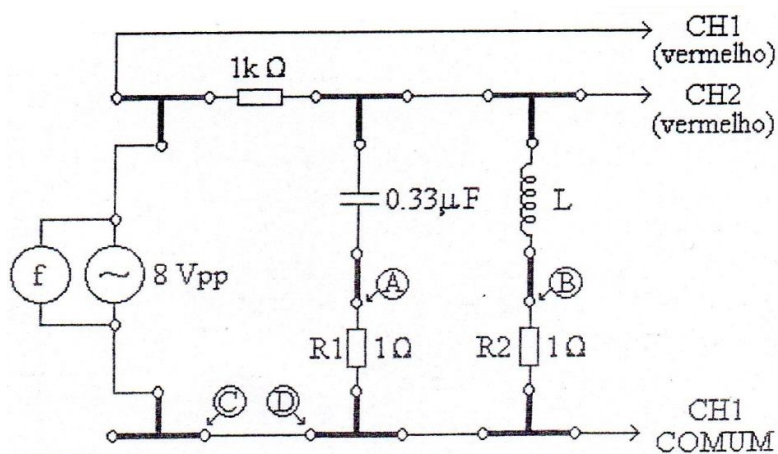 CH1
(vermelho)
1k Ω
CH2
(vermelho)
0.33µF
L
A
B
f
~
8 Vpp
R1
1Ω
R2
1Ω
C
D
CH1
COMUM